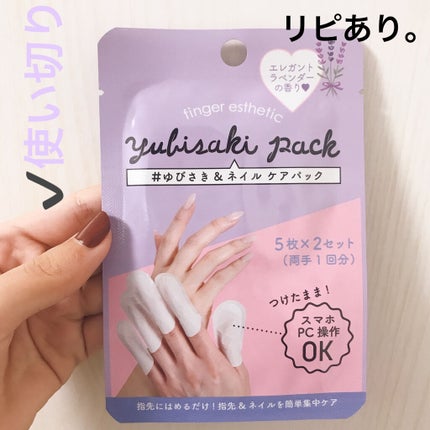 リピあり。
✓使い切り
エレガント
ラベンダー
の香り♥
finger esthetic
yubisaki pack
#ゆびさき&ネイル ケアパック
5枚×2セット
(両手1回分)
つけたまま!
スマホ
PC操作
OK
指先にはめるだけ!指先&ネイルを簡単集中ケア